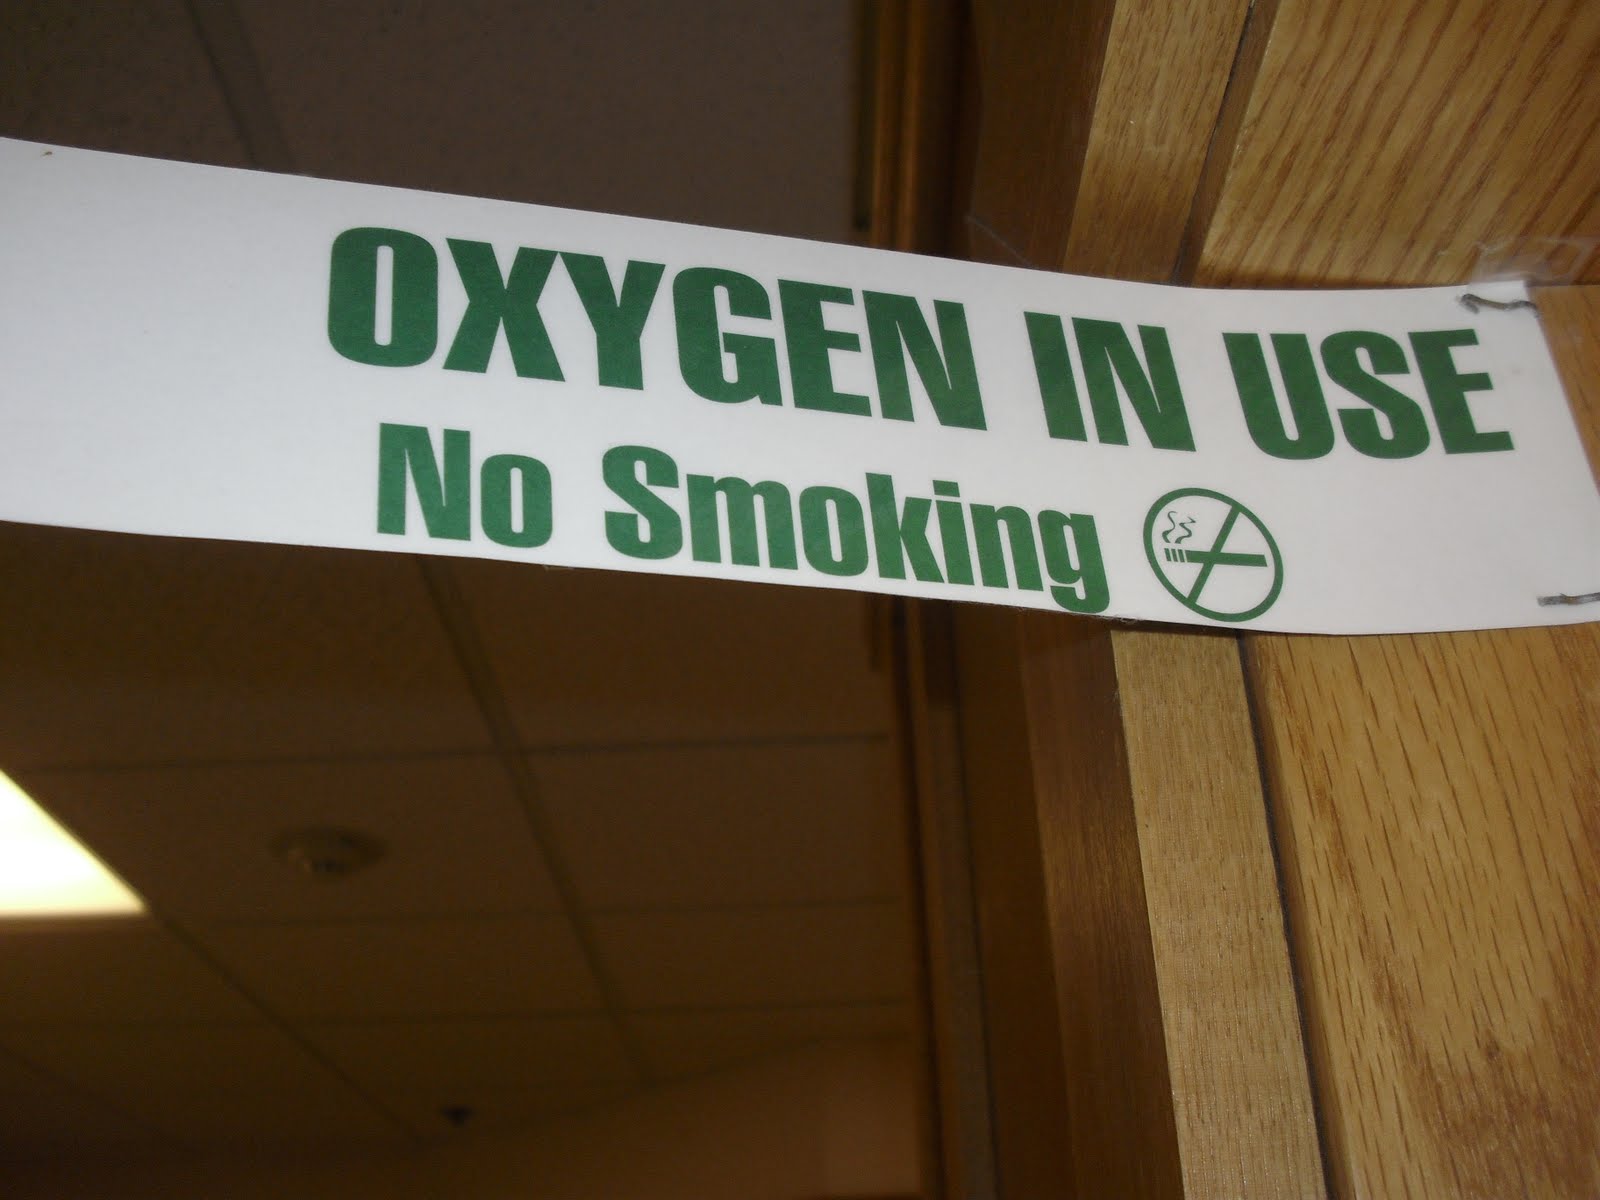 OXYGEN IN USE
No Smoking